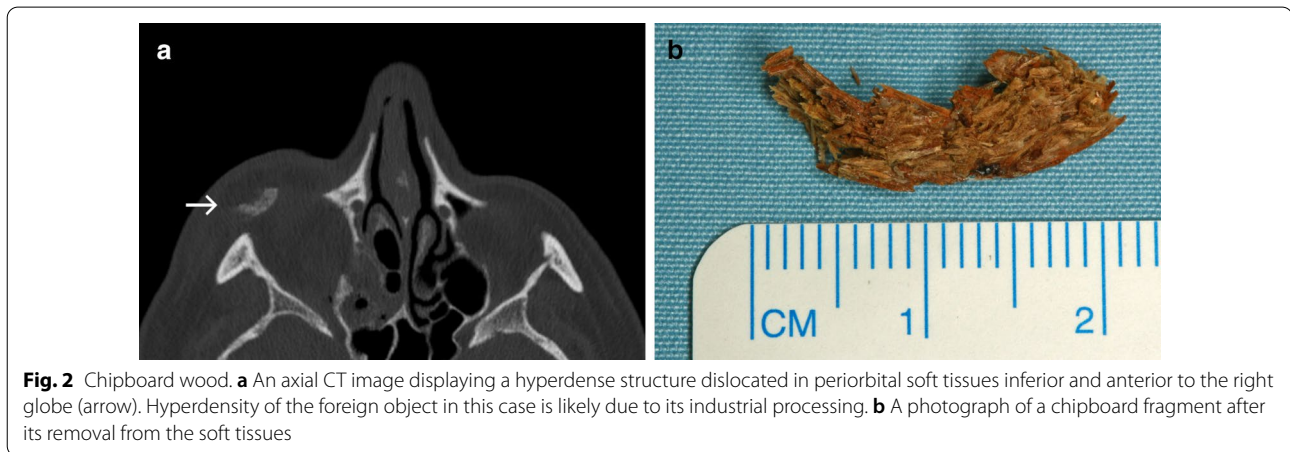 a
b
CM 1 2
Fig. 2 Chipboard wood. a An axial CT image displaying a hyperdense structure dislocated in periorbital soft tissues inferior and anterior to the right
globe (arrow). Hyperdensity of the foreign object in this case is likely due to its industrial processing. b A photograph of a chipboard fragment after
its removal from the soft tissues